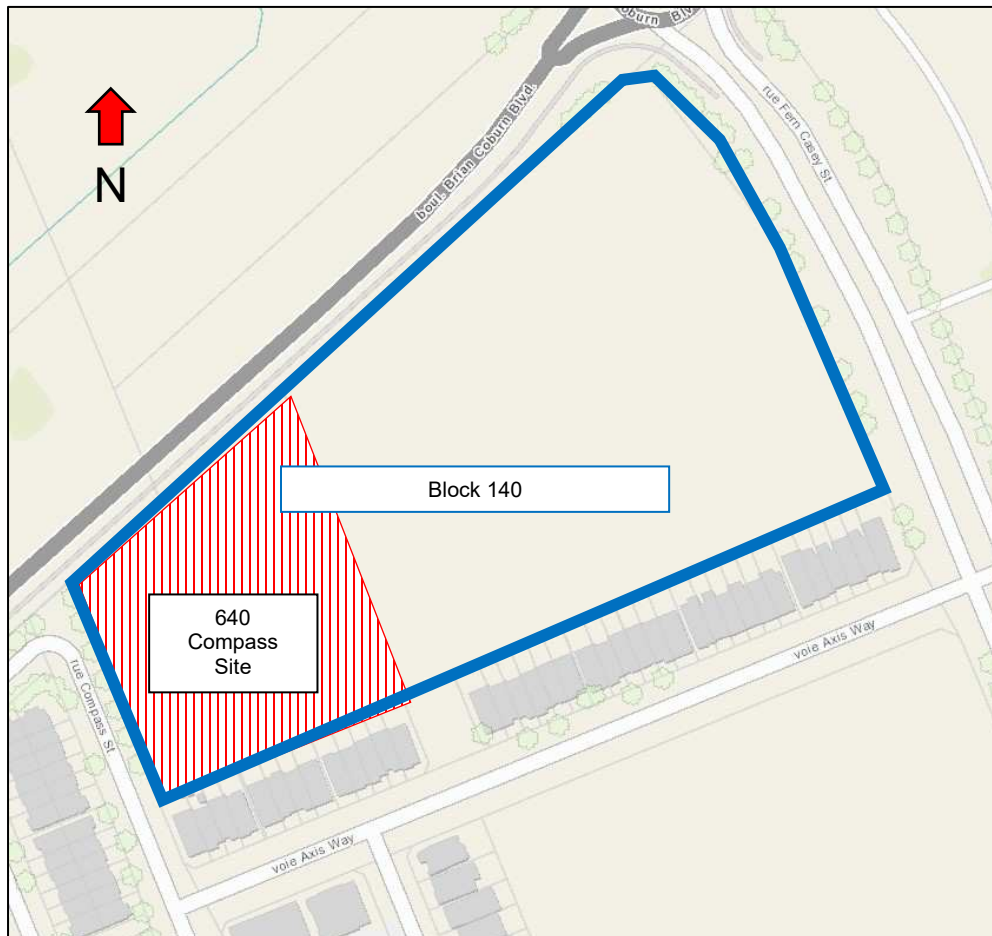 oburn Blv
N
boul. Brian Coburn Blvd.
rue Fern Casey St
Block 140
640
Compass
Site
voie Axis Way
rue Compass St
voie Axis Way